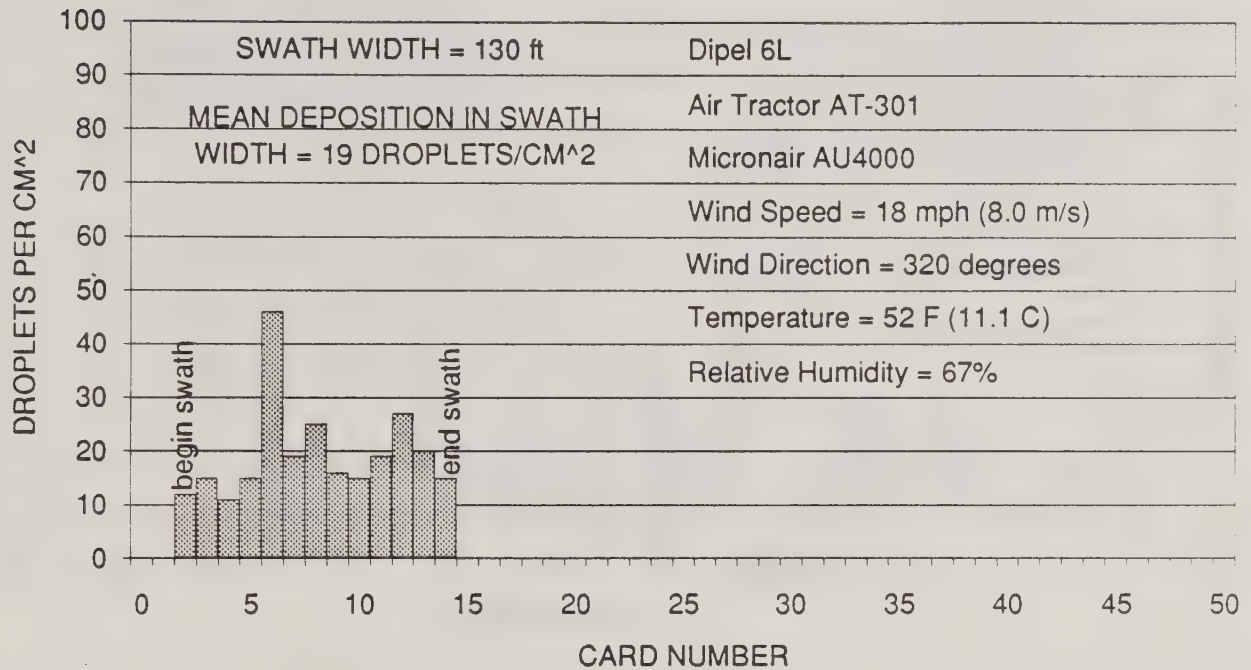 100
90
80
70
60
50
40
30
20
10
0
DROPLETS PER CM^2
SWATH WIDTH = 130 ft
MEAN DEPOSITION IN SWATH
WIDTH = 19 DROPLETS/CM^2
Dipel 6L
Air Tractor AT-301
Micronair AU4000
Wind Speed = 18 mph (8.0 m/s)
Wind Direction = 320 degrees
Temperature = 52 F (11.1 C)
Relative Humidity = 67%
begin swath
end swath
0 5 10 15 20 25 30 35 40 45 50
CARD NUMBER